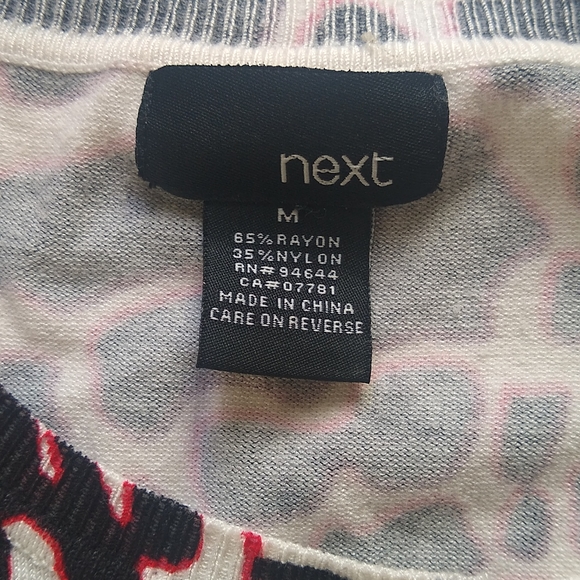 next
M
65%RAYON
35%NYLON
RN#94644
CA#07781
MADE IN CHINA
CARE ON REVERSE